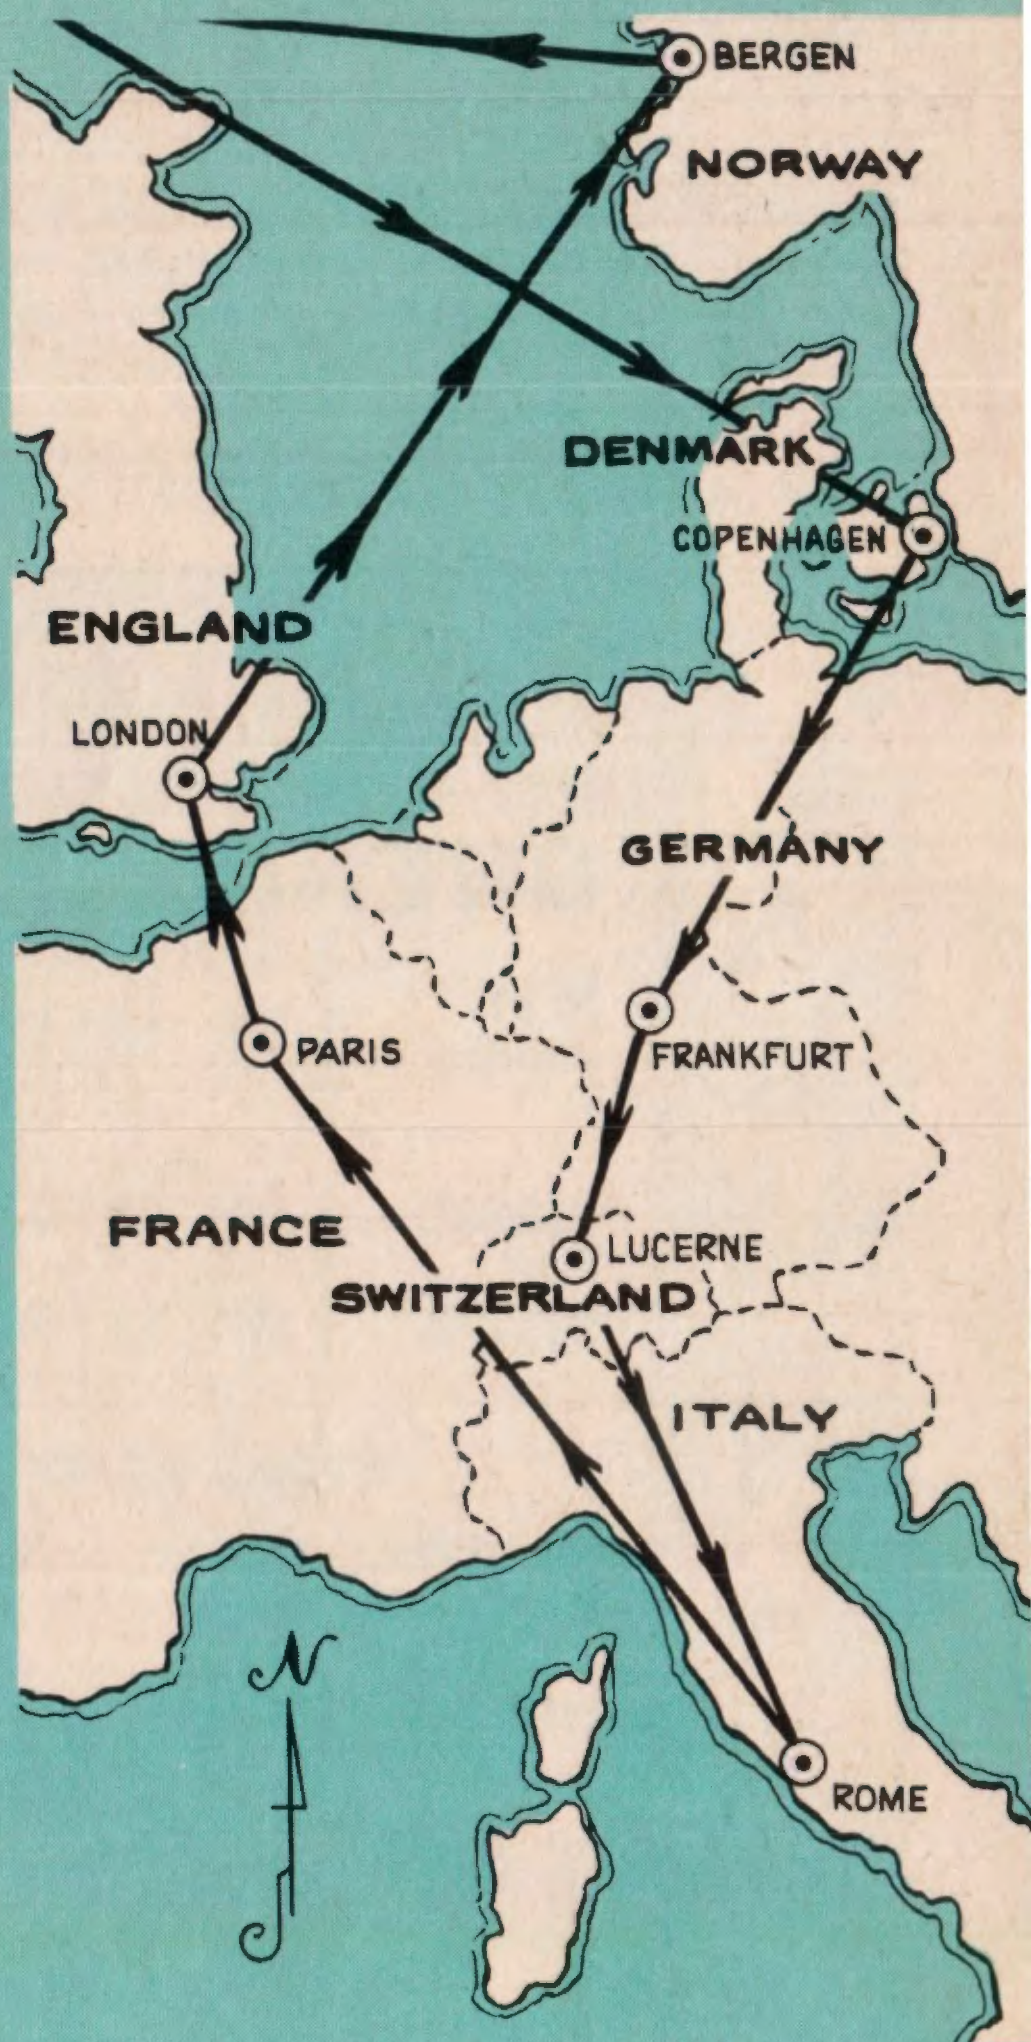 BERGEN
NORWAY
DENMARK
COPENHAGEN
ENGLAND
LONDON
GERMANY
PARIS
FRANKFURT
FRANCE
LUCERNE
SWITZERLAND
ITALY
N
ROME